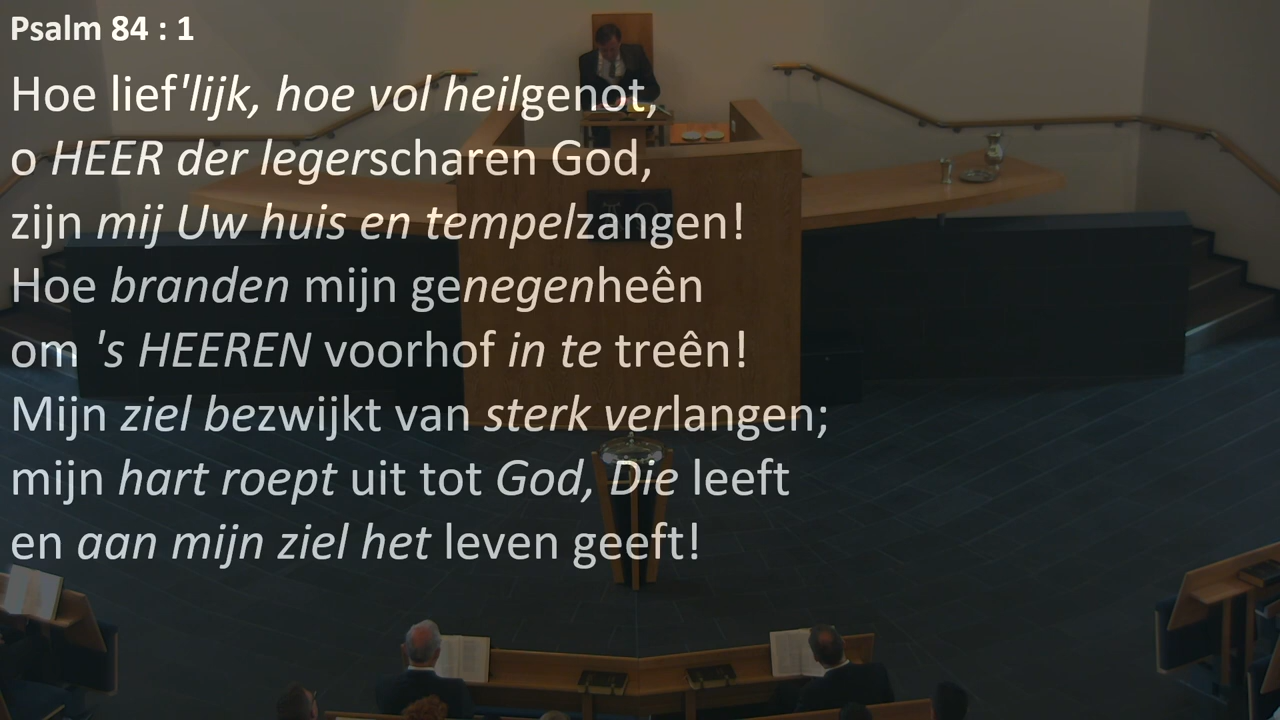 Psalm 84 : 1
Hoe lief'lijk, hoe vol heilgenot,
o HEER der legerscharen God,
zijn mij Uw huis en tempelzangen!
Hoe branden mijn genegenheên
om 's HEEREN voorhof in te treên!
Mijn ziel bezwijkt van sterk verlangen;
mijn hart roept uit tot God, Die leeft
en aan mijn ziel het leven geeft!